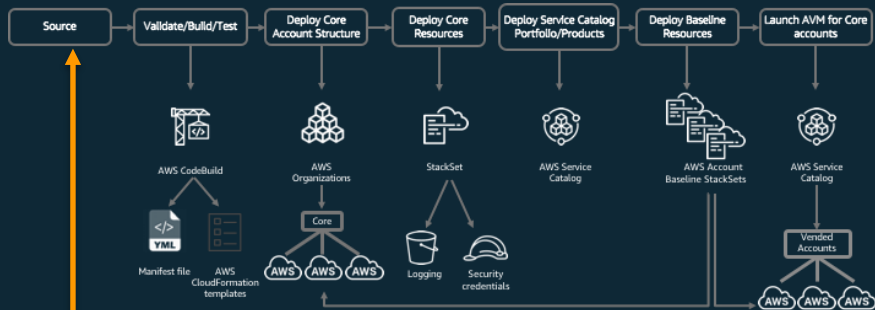 Source
Validate/Build/Test
Deploy Core
Account Structure
Deploy Core
Resources
Deploy Service Catalog
Portfolio/Products
Deploy Baseline
Resources
Launch AVM for Core
accounts
AWS CodeBuild
AWS
Organizations
StackSet
AWS Service
Catalog
AWS Account
Baseline StackSets
AWS Service
Catalog
</>
YML
Manifest file
AWS
CloudFormation
templates
Core
AWS
AWS
AWS
Logging
Security
credentials
Vended
Accounts
AWS
AWS
AWS